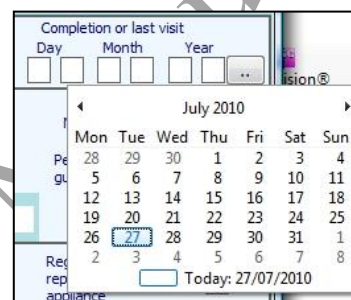 Completion or last visit
Day Month Year
..
ision®
July 2010
Mon Tue Wed Thu Fri Sat Sun
28 29 30 1 2 3 4
5 6 7 8 9 10 11
12 13 14 15 16 17 18
19 20 21 22 23 24 25
26 27 28 29 30 31 1
2 3 4 5 6 7 8
Today: 27/07/2010
Pe
gu
Reg
rep
appliance